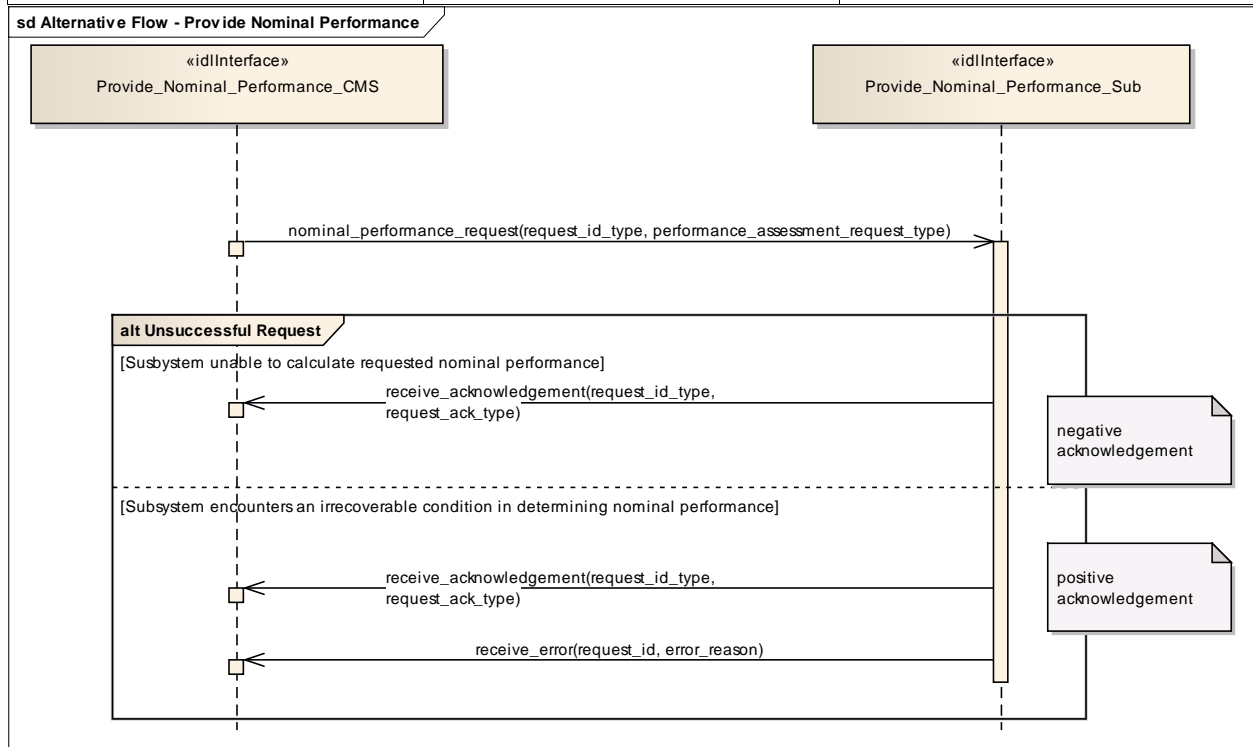 sd Alternative Flow - Provide Nominal Performance
«idlInterface»
Provide_Nominal_Performance_CMS
«idlInterface»
Provide_Nominal_Performance_Sub
nominal_performance_request(request_id_type, performance_assessment_request_type)
alt Unsuccessful Request
[Susbystem unable to calculate requested nominal performance]
receive_acknowledgement(request_id_type,
request_ack_type)
negative
acknowledgement
[Subsystem encounters an irrecoverable condition in determining nominal performance]
receive_acknowledgement(request_id_type,
request_ack_type)
positive
acknowledgement
receive_error(request_id, error_reason)